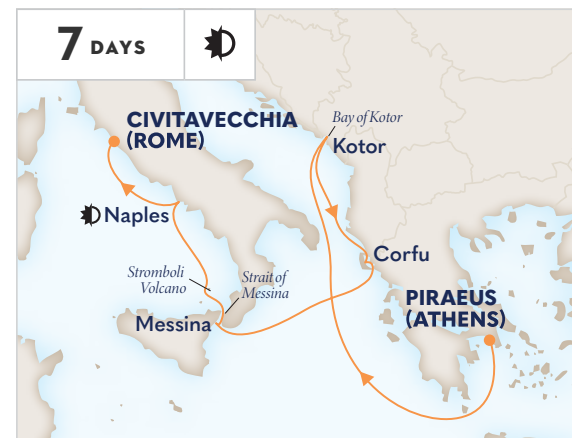 7 DAYS
CIVITAVECCHIA
(ROME)
Bay of Kotor
Kotor
Naples
Corfu
Stromboli
Volcano
Strait of
Messina
PIRAEUS
(ATHENS)
Messina